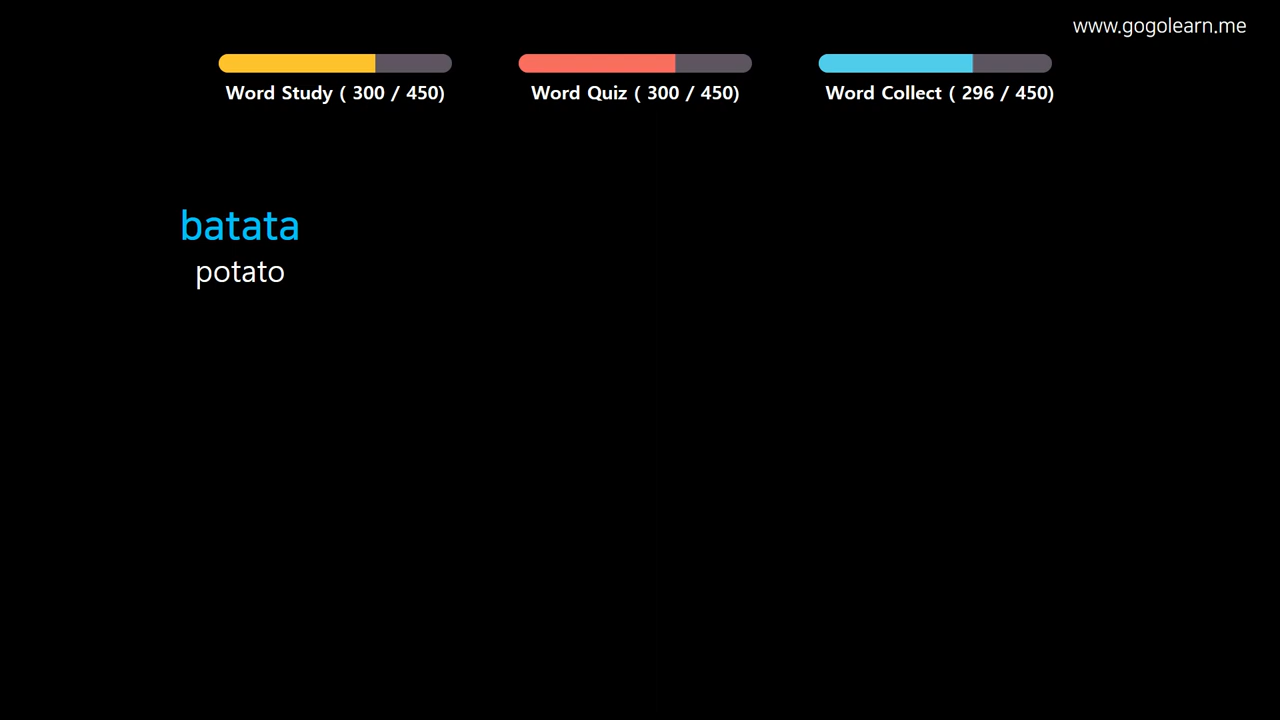 www.gogolearn.me
Word Study ( 300 / 450)
Word Quiz ( 300 / 450)
Word Collect ( 296 / 450)
batata
potato